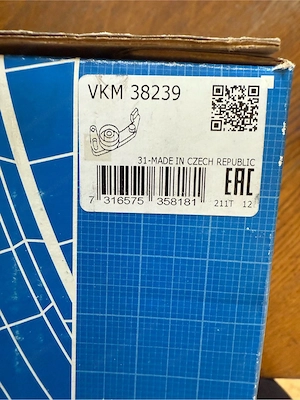 VKM 38239
31-MADE IN CZECH REPUBLIC
EAC
7 316575 358181
211T 12